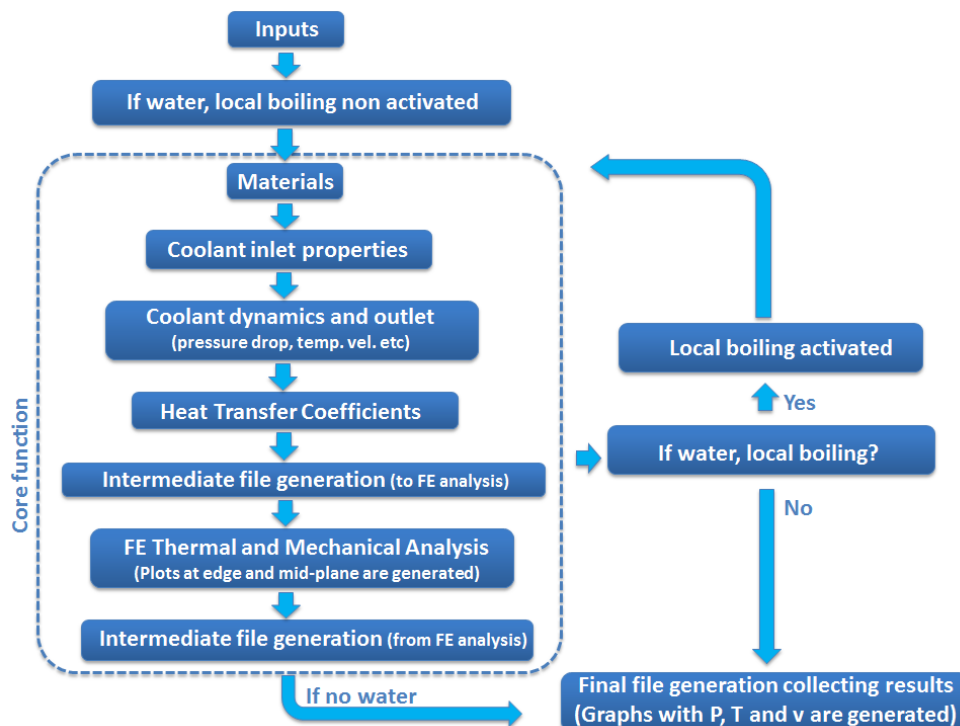 Inputs
If water, local boiling non activated
Materials
Coolant inlet properties
Coolant dynamics and outlet
(pressure drop, temp. vel. etc)
Heat Transfer Coefficients
Intermediate file generation (to FE analysis)
FE Thermal and Mechanical Analysis
(Plots at edge and mid-plane are generated)
Intermediate file generation (from FE analysis)
Core function
If no water
Local boiling activated
Yes
If water, local boiling?
No
Final file generation collecting results
(Graphs with P, T and v are generated)